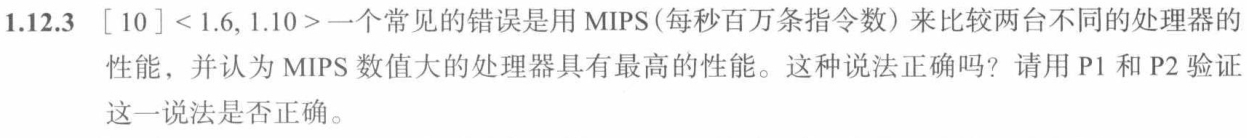 1.12.3 ［10］< 1.6, 1.10 > 一个常见的错误是用 MIPS（每秒百万条指令数）来比较两台不同的处理器的
性能，并认为 MIPS 数值大的处理器具有最高的性能。这种说法正确吗？请用 P1 和 P2 验证
这一说法是否正确。